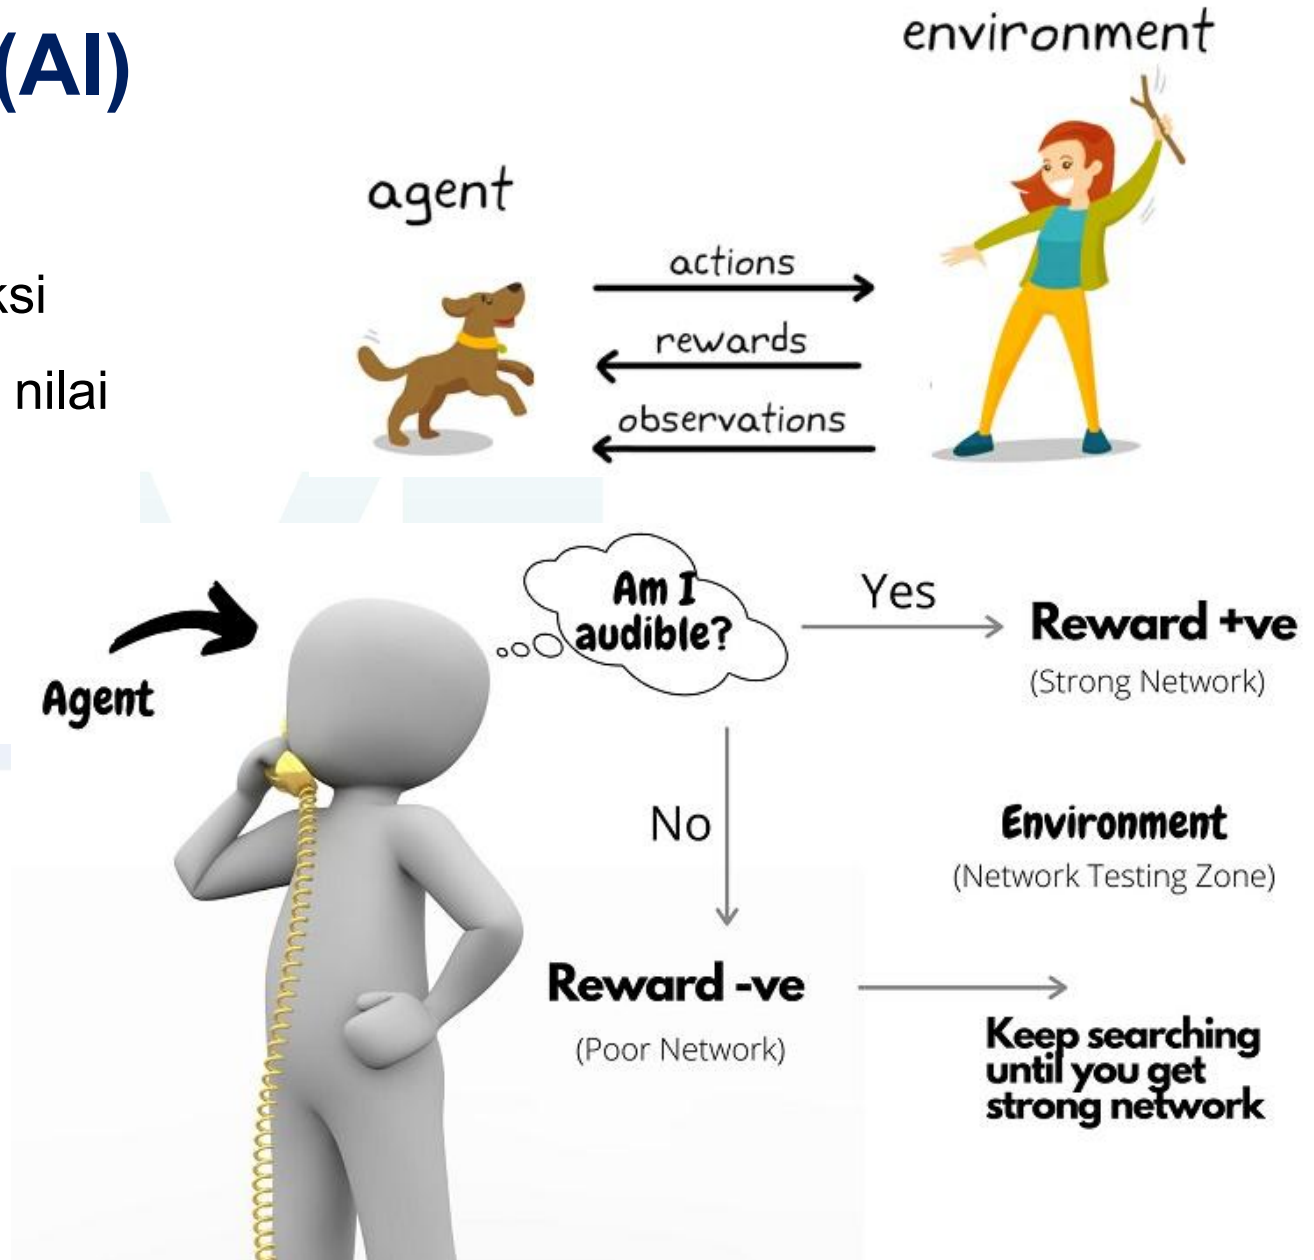 (AI)
environment
agent
actions
ksi
rewards
nilai
observations
Am I
audible?
Yes
Reward +ve
(Strong Network)
Agent
No
Environment
(Network Testing Zone)
Reward -ve
(Poor Network)
Keep searching
until you get
strong network